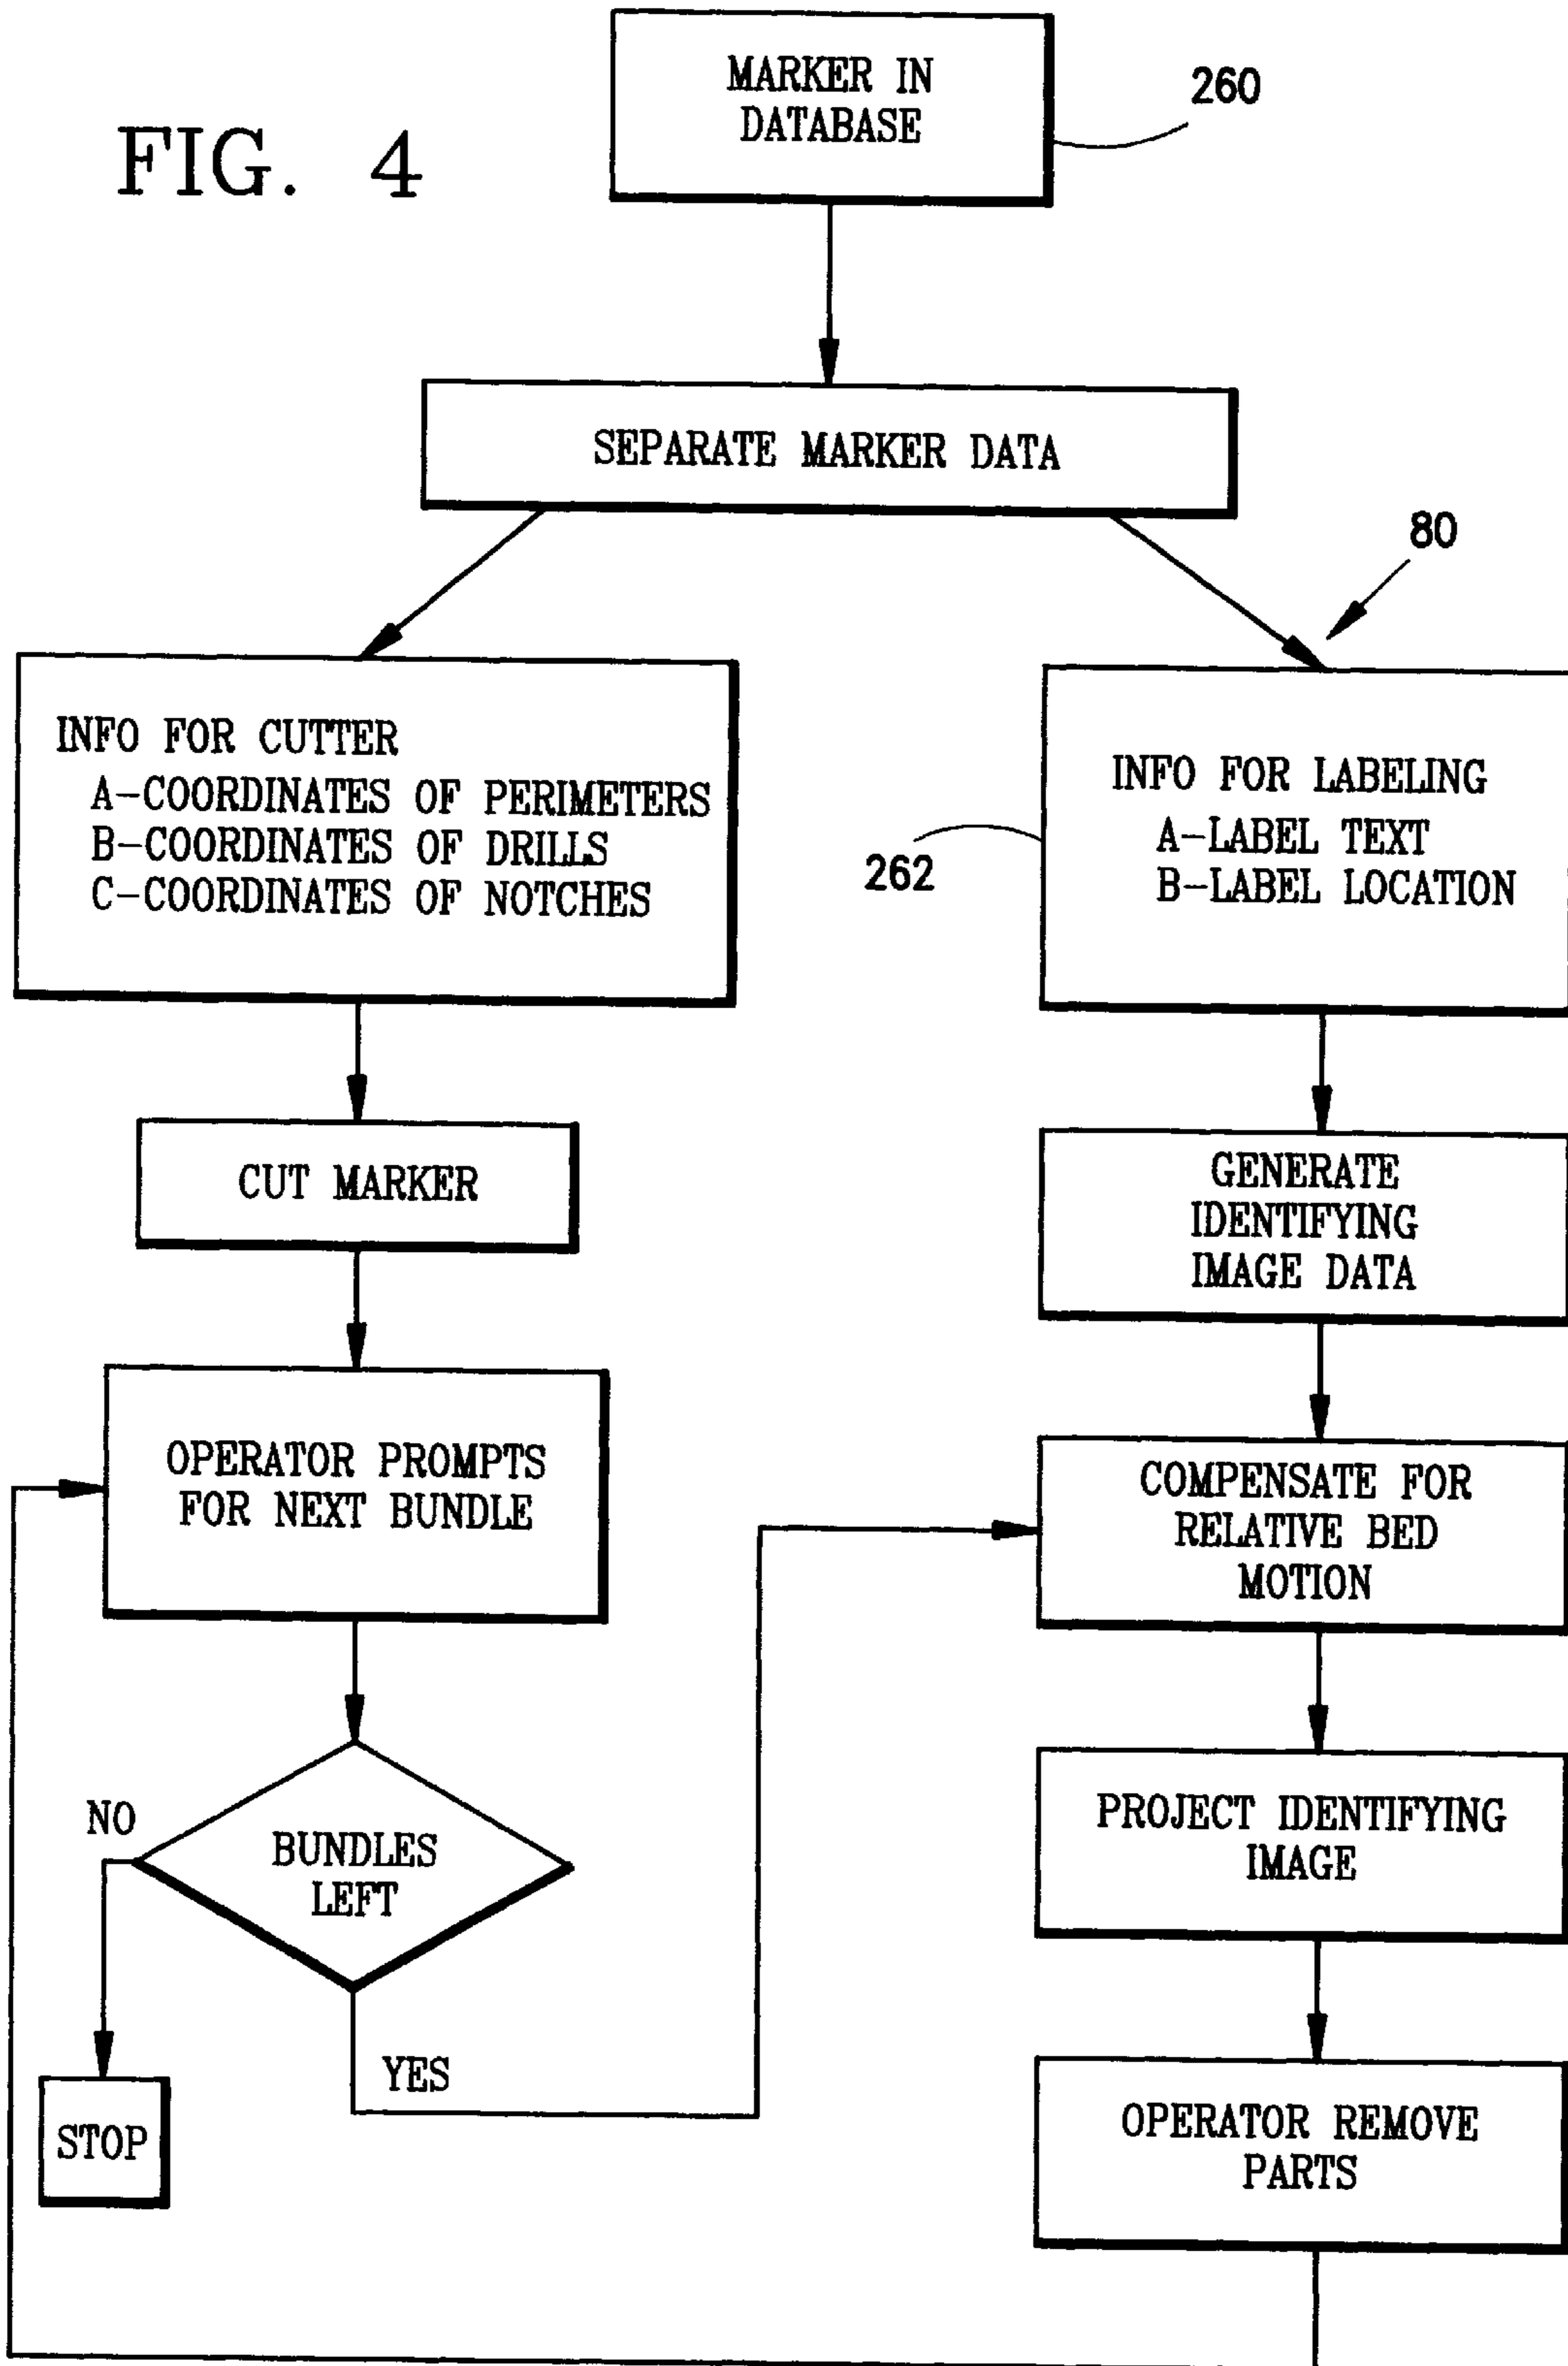 FIG. 4
MARKER IN
DATABASE
260
SEPARATE MARKER DATA
80
INFO FOR CUTTER
A-COORDINATES OF PERIMETERS
B-COORDINATES OF DRILLS
C-COORDINATES OF NOTCHES
INFO FOR LABELING
A-LABEL TEXT
B-LABEL LOCATION
262
CUT MARKER
GENERATE
IDENTIFYING
IMAGE DATA
OPERATOR PROMPTS
FOR NEXT BUNDLE
COMPENSATE FOR
RELATIVE BED
MOTION
NO
BUNDLES
LEFT
YES
STOP
PROJECT IDENTIFYING
IMAGE
OPERATOR REMOVE
PARTS